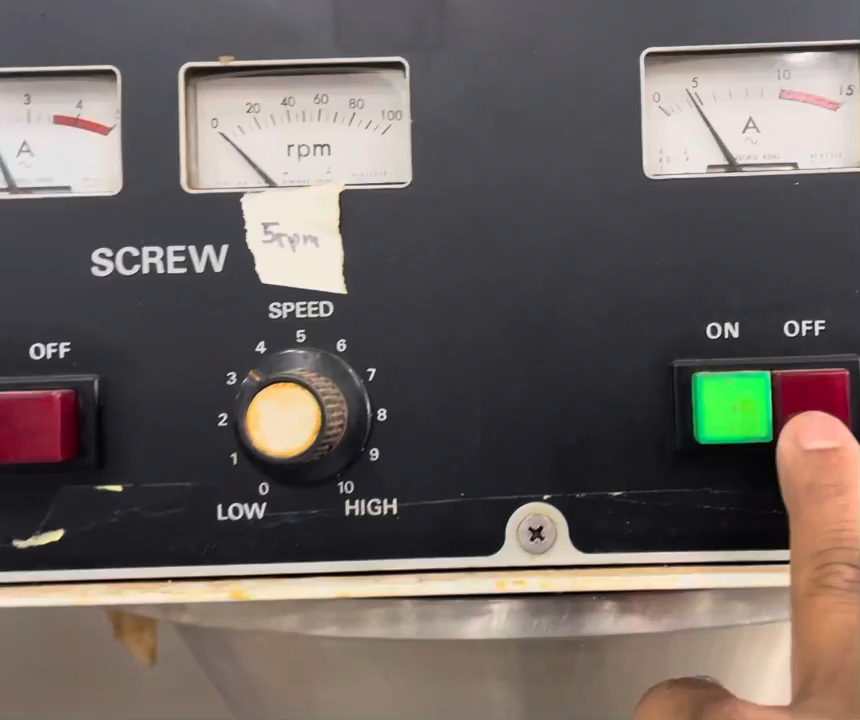 3 4
A
0 20 40 60 80 100
rpm
0 5 10 15
A
5rpm
SCREW
SPEED
OFF
ON OFF
0 1 2 3 4 5 6 7 8 9 10
LOW HIGH